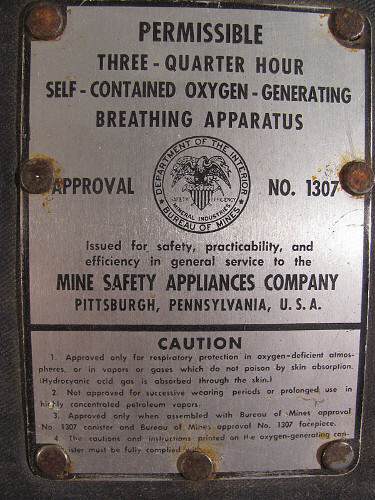 PERMISSIBLE
THREE-QUARTER HOUR
SELF-CONTAINED OXYGEN-GENERATING
BREATHING APPARATUS
DEPARTMENT OF THE INTERIOR
SAFETY EFFICIENCY
MINERAL INDUSTRIES
BUREAU OF MINES
APPROVAL NO. 1307
Issued for safety, practicability, and
efficiency in general service to the
MINE SAFETY APPLIANCES COMPANY
PITTSBURGH, PENNSYLVANIA, U.S.A.
CAUTION
1. Approved only for respiratory protection in oxygen-deficient atmos-
pheres, or in vapors or gases which do not poison by skin absorption.
(Hydrocyanic acid gas is absorbed through the skin.)
2. Not approved for successive wearing periods or prolonged use in
highly concentrated petroleum vapors.
3. Approved only when assembled with Bureau of Mines approval
No. 1307 canister and Bureau of Mines approval No. 1307 facepiece.
4. The cautions and instructions printed on the oxygen-generating can-
ister must be fully complied